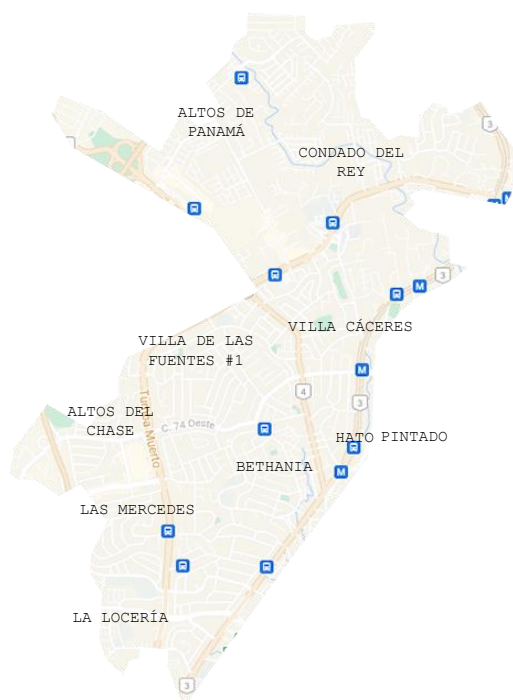 3
ALTOS DE
PANAMÁ
CONDADO DEL
REY
M
3
VILLA CÁCERES
VILLA DE LAS
FUENTES #1
M
4
3
ALTOS DEL
CHASE
C. 74 Oeste
Tumba Muerto
HATO PINTADO
BETHANIA
M
LAS MERCEDES
LA LOCERÍA
3